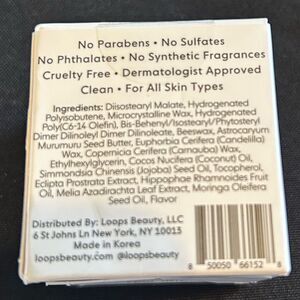 No Parabens • No Sulfates
No Phthalates • No Synthetic Fragrances
Cruelty Free • Dermatologist Approved
Clean • For All Skin Types
Ingredients: Diisostearyl Malate, Hydrogenated
Polyisobutene, Microcrystalline Wax, Hydrogenated
Poly(C6-14 Olefin), Bis-Behenyl/Isostearyl/Phytosteryl
Dimer Dilinoleyl Dimer Dilinoleate, Beeswax, Astrocaryum
Murumuru Seed Butter, Euphorbia Cerifera (Candelilla)
Wax, Copernicia Cerifera (Carnauba) Wax,
Ethylhexylglycerin, Cocos Nucifera (Coconut) Oil,
Simmondsia Chinensis (Jojoba) Seed Oil, Tocopherol,
Eclipta Prostrata Extract, Hippophae Rhamnoides Fruit
Oil, Melia Azadirachta Leaf Extract, Moringa Oleifera
Seed Oil, Flavor
Distributed By: Loops Beauty, LLC
6 St Johns Ln New York, NY 10013
Made in Korea
loopsbeauty.com @loopsbeauty
8 50050 66152 8